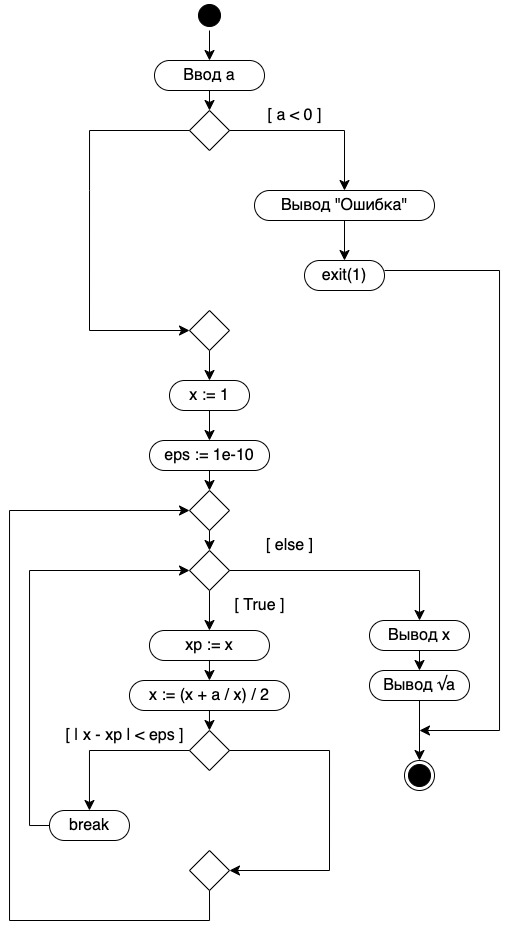 Ввод a
[ a < 0 ]
Вывод "Ошибка"
exit(1)
x := 1
eps := 1e-10
[ else ]
[ True ]
xp := x
Вывод x
x := (x + a / x) / 2
Вывод √a
[ | x - xp | < eps ]
break